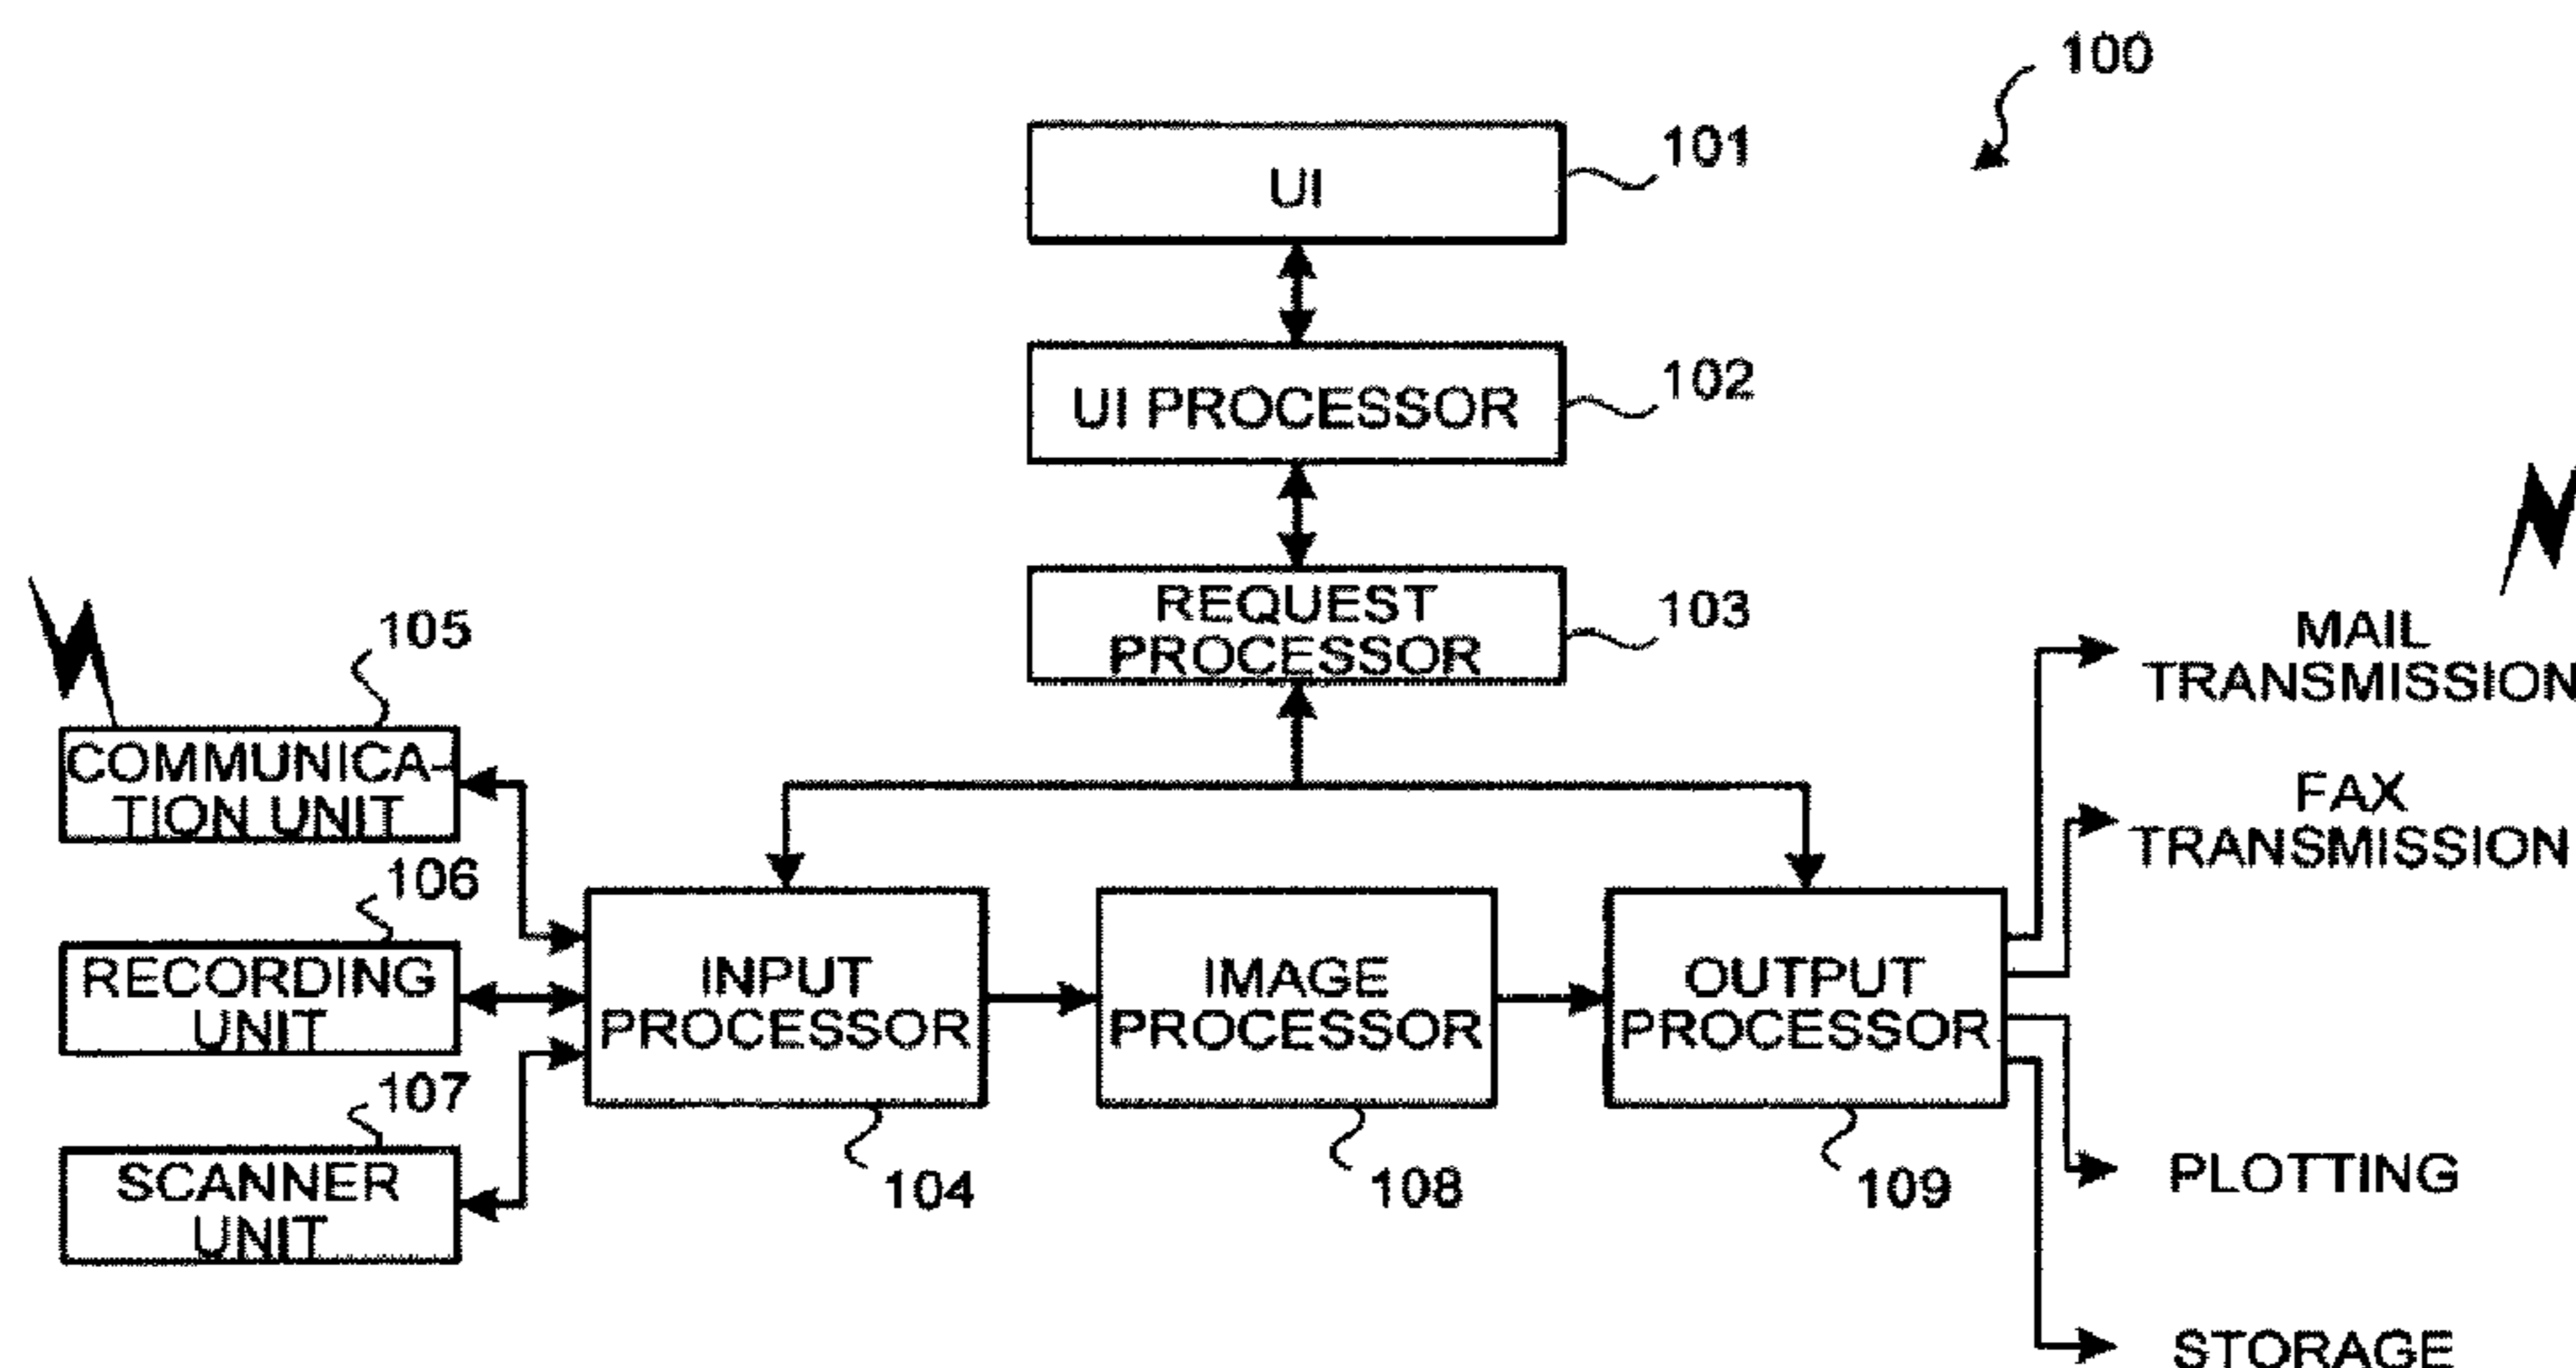 100
UI
101
UI PROCESSOR
102
REQUEST
PROCESSOR
103
105
COMMUNICA-
TION UNIT
106
RECORDING
UNIT
107
SCANNER
UNIT
INPUT
PROCESSOR
104
IMAGE
PROCESSOR
108
OUTPUT
PROCESSOR
109
MAIL
TRANSMISSION
FAX
TRANSMISSION
PLOTTING
STORAGE